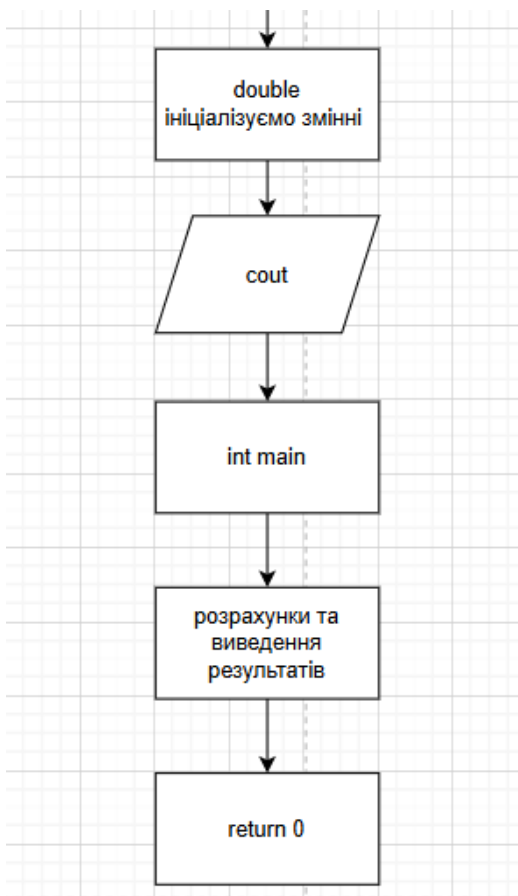 double
ініціалізуємо змінні
cout
int main
розрахунки та
виведення
результатів
return 0